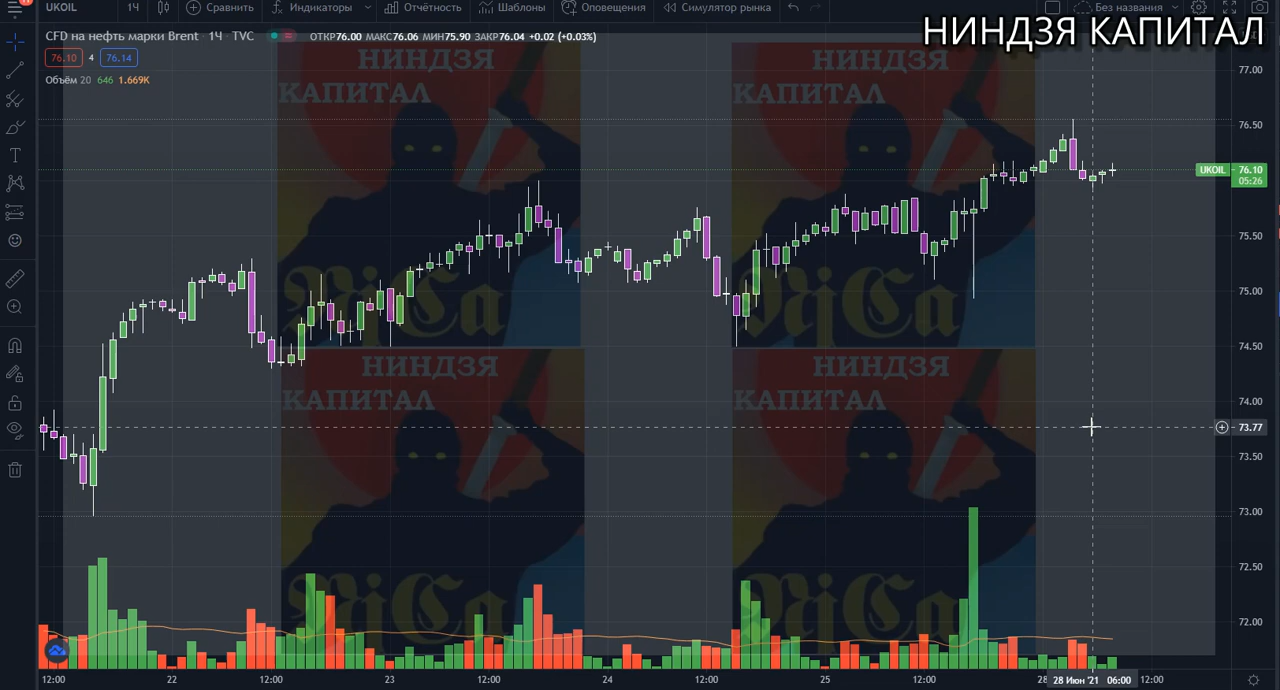 UKOIL 1Ч Сравнить Индикаторы Отчётность Шаблоны Оповещения Симулятор рынка Без названия
НИНДЗЯ КАПИТАЛ
CFD на нефть марки Brent · 1Ч · TVC ОТКР76.00 МАКС76.06 МИН75.90 ЗАКР76.04 +0.02 (+0.03%)
76.10 4 76.14
Объём 20 646 1.669K
НИНДЗЯ
КАПИТАЛ
NiCa
НИНДЗЯ
КАПИТАЛ
NiCa
НИНДЗЯ
КАПИТАЛ
NiCa
НИНДЗЯ
КАПИТАЛ
NiCa
77.00
76.50
UKOIL 76.10
05:26
75.50
75.00
74.50
74.00
73.77
73.50
73.00
72.50
72.00
12:00 22 12:00 23 12:00 24 12:00 25 12:00 28 28 Июн '21 06:00 12:00